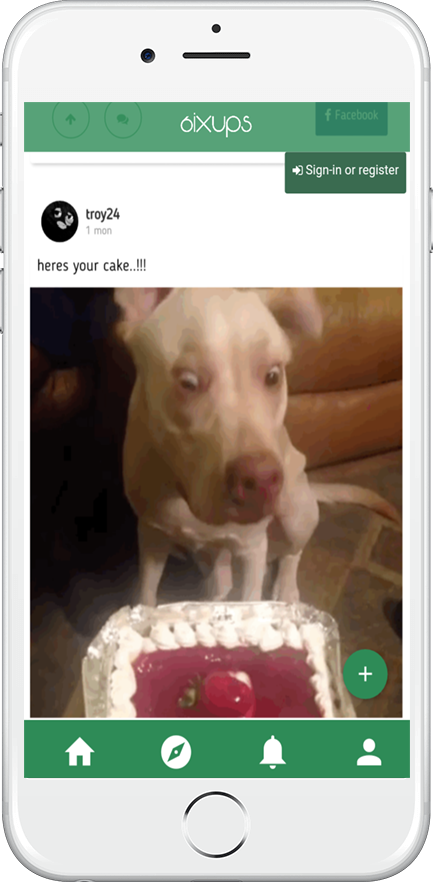 6ixups
Facebook
Sign-in or register
troy24
1 mon
heres your cake..!!!